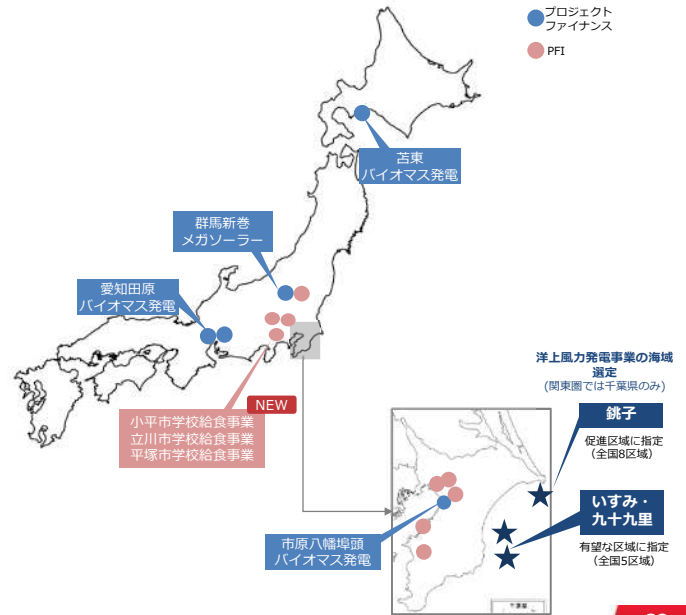 プロジェクト
ファイナンス
PFI
苫東
バイオマス発電
群馬新巻
メガソーラー
愛知田原
バイオマス発電
NEW
小平市学校給食事業
立川市学校給食事業
平塚市学校給食事業
洋上風力発電事業の海域
選定
(関東圏では千葉県のみ)
銚子
促進区域に指定
(全国8区域)
いすみ・
九十九里
有望な区域に指定
(全国5区域)
市原八幡埠頭
バイオマス発電
千葉県